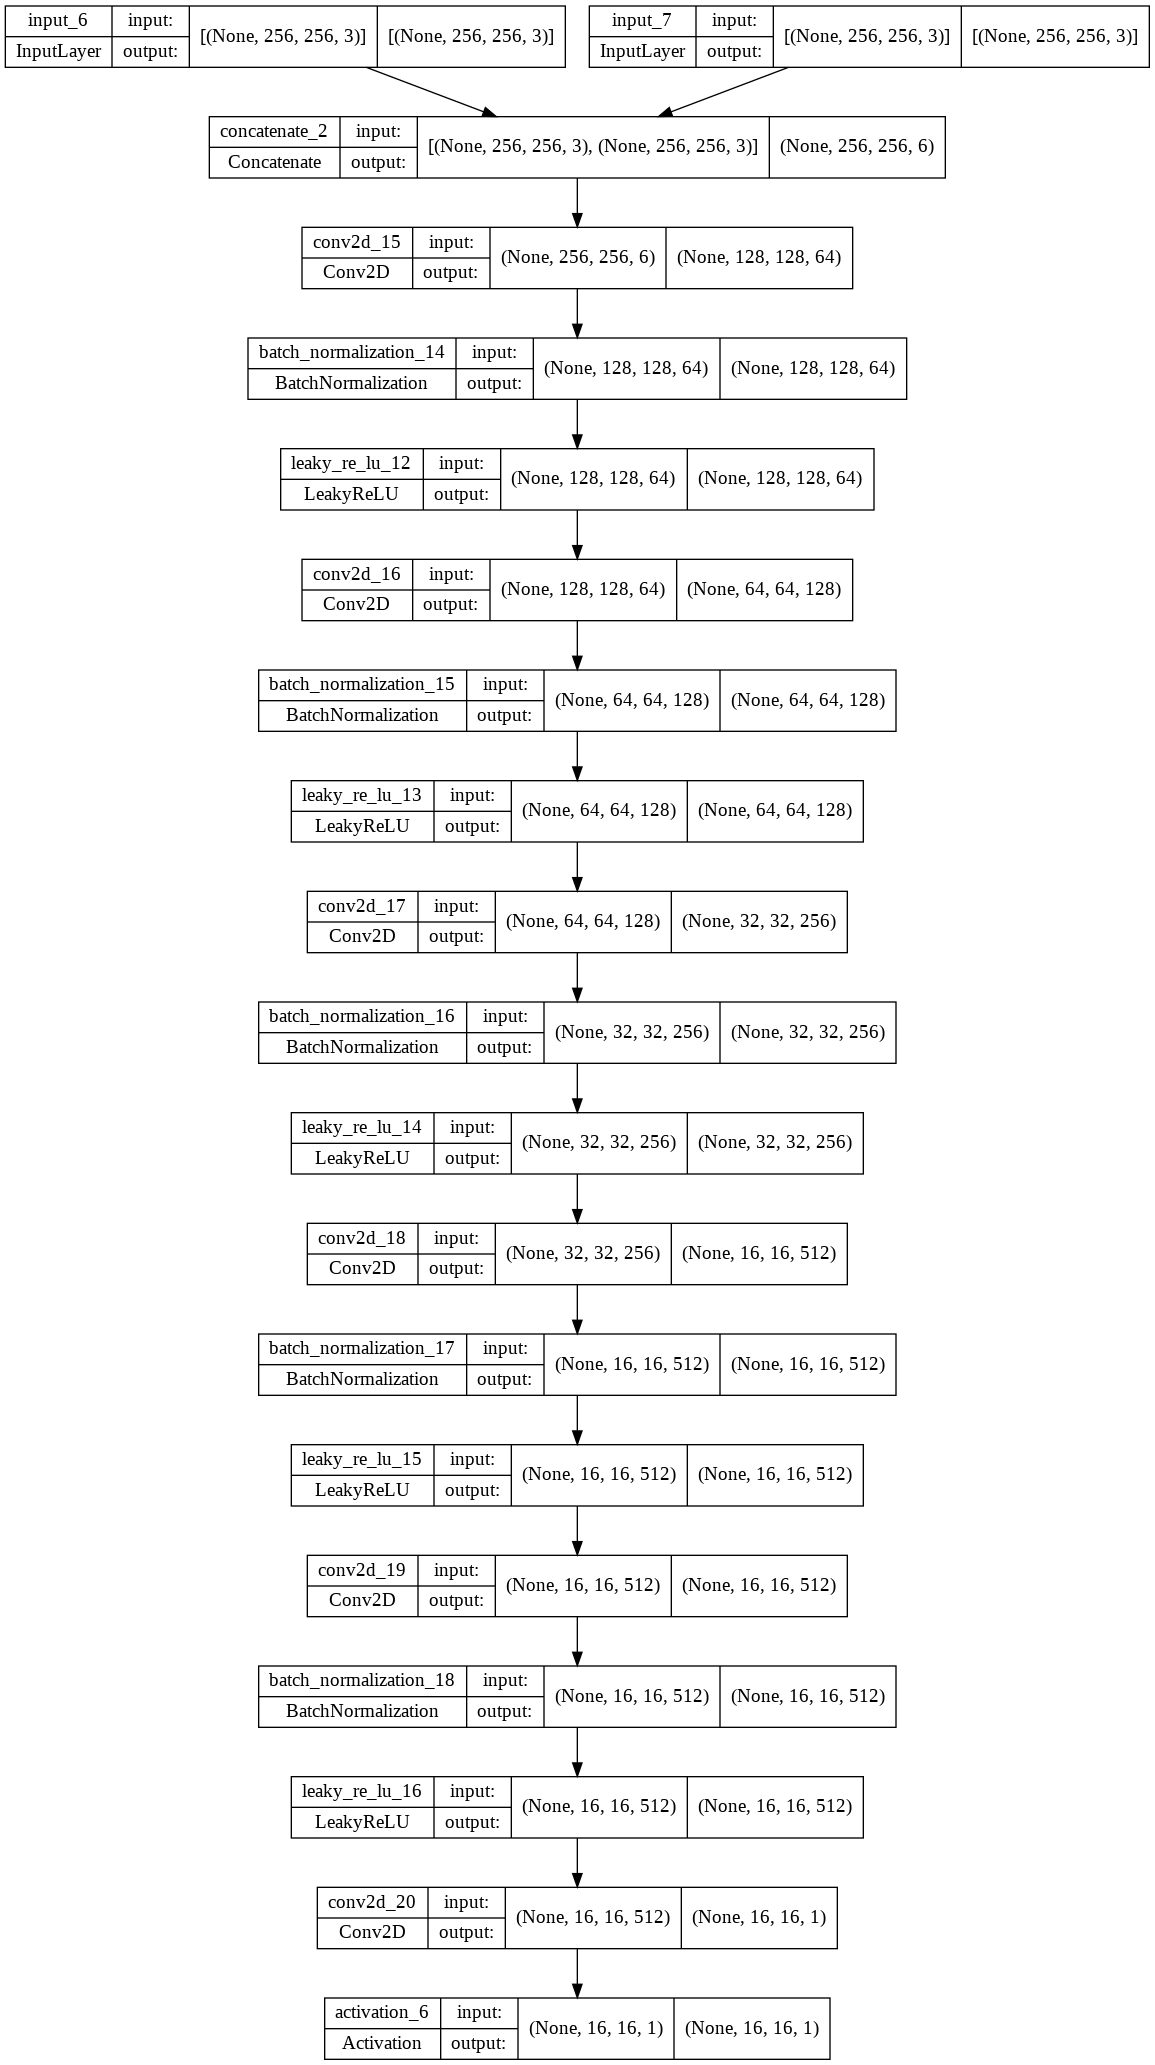 input_6 input: [(None, 256, 256, 3)] [(None, 256, 256, 3)]
InputLayer output:
input_7 input: [(None, 256, 256, 3)] [(None, 256, 256, 3)]
InputLayer output:
concatenate_2 input: [(None, 256, 256, 3), (None, 256, 256, 3)] (None, 256, 256, 6)
Concatenate output:
conv2d_15 input: (None, 256, 256, 6) (None, 128, 128, 64)
Conv2D output:
batch_normalization_14 input: (None, 128, 128, 64) (None, 128, 128, 64)
BatchNormalization output:
leaky_re_lu_12 input: (None, 128, 128, 64) (None, 128, 128, 64)
LeakyReLU output:
conv2d_16 input: (None, 128, 128, 64) (None, 64, 64, 128)
Conv2D output:
batch_normalization_15 input: (None, 64, 64, 128) (None, 64, 64, 128)
BatchNormalization output:
leaky_re_lu_13 input: (None, 64, 64, 128) (None, 64, 64, 128)
LeakyReLU output:
conv2d_17 input: (None, 64, 64, 128) (None, 32, 32, 256)
Conv2D output:
batch_normalization_16 input: (None, 32, 32, 256) (None, 32, 32, 256)
BatchNormalization output:
leaky_re_lu_14 input: (None, 32, 32, 256) (None, 32, 32, 256)
LeakyReLU output:
conv2d_18 input: (None, 32, 32, 256) (None, 16, 16, 512)
Conv2D output:
batch_normalization_17 input: (None, 16, 16, 512) (None, 16, 16, 512)
BatchNormalization output:
leaky_re_lu_15 input: (None, 16, 16, 512) (None, 16, 16, 512)
LeakyReLU output:
conv2d_19 input: (None, 16, 16, 512) (None, 16, 16, 512)
Conv2D output:
batch_normalization_18 input: (None, 16, 16, 512) (None, 16, 16, 512)
BatchNormalization output:
leaky_re_lu_16 input: (None, 16, 16, 512) (None, 16, 16, 512)
LeakyReLU output:
conv2d_20 input: (None, 16, 16, 512) (None, 16, 16, 1)
Conv2D output:
activation_6 input: (None, 16, 16, 1) (None, 16, 16, 1)
Activation output: